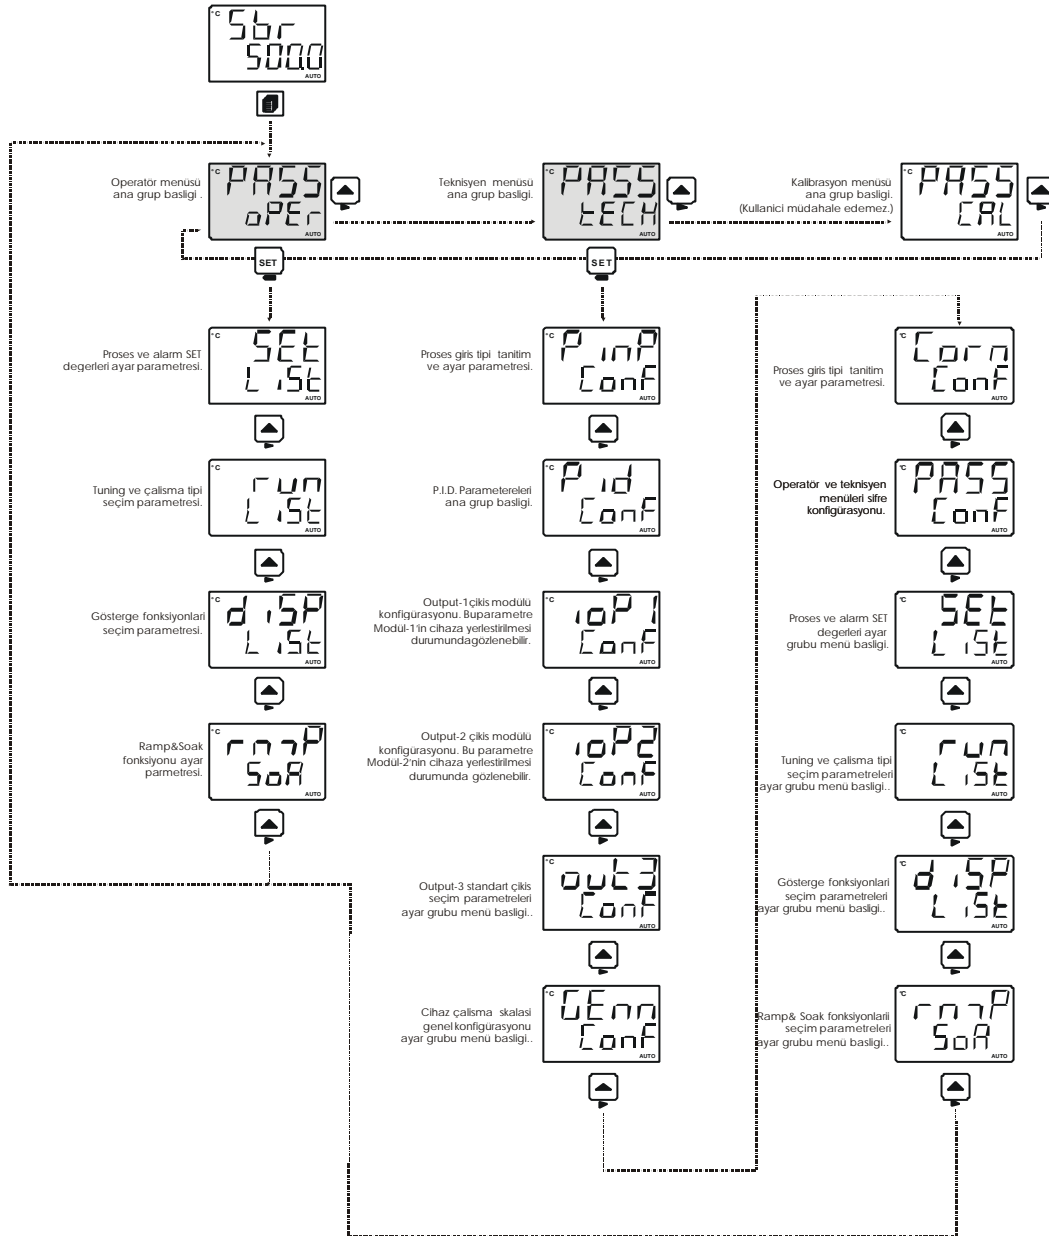 °C
Sbr
500.0
AUTO
Operatör menüsü
ana grup basligi .
°C
PASS
oPEr
AUTO
SET
Teknisyen menüsü
ana grup basligi.
°C
PASS
tECH
AUTO
SET
Kalibrasyon menüsü
ana grup basligi.
(Kullanici müdahale edemez.)
°C
PASS
CAL
AUTO
Proses ve alarm SET
degerleri ayar parametresi.
°C
SEt
LiSt
AUTO
Tuning ve çalisma tipi
seçim parametresi.
°C
run
LiSt
AUTO
Gösterge fonksiyonlari
seçim parametresi.
°C
diSP
LiSt
AUTO
Ramp&Soak
fonksiyonu ayar
parmetresi.
°C
rmP
SoA
AUTO
Proses giris tipi tanitim
ve ayar parametresi.
°C
PinP
ConF
AUTO
P.I.D. Parametereleri
ana grup basligi.
°C
Pid
ConF
AUTO
Output-1çikis modülü
konfigürasyonu. Buparametre
Modül-1'in cihaza yerlestirilmesi
durumundagözlenebilir.
°C
ioP1
ConF
AUTO
Output-2 çikis modülü
konfigürasyonu. Bu parametre
Modül-2'nin cihaza yerlestirilmesi
durumunda gözlenebilir.
°C
ioP2
ConF
AUTO
Output-3 standart çikis
seçim parametreleri
ayar grubu menü basligi..
°C
out3
ConF
AUTO
Cihaz çalisma skalasi
genel konfigürasyonu
ayar grubu menü basligi..
°C
GEnn
ConF
AUTO
Proses giris tipi tanitim
ve ayar parametresi.
°C
Corn
ConF
AUTO
Operatör ve teknisyen
menüleri sifre
konfigürasyonu.
°C
PASS
ConF
AUTO
Proses ve alarm SET
degerleri ayar
grubu menü basligi.
°C
SEt
LiSt
AUTO
Tuning ve çalisma tipi
seçim parametreleri
ayar grubu menü basligi..
°C
run
LiSt
AUTO
Gösterge fonksiyonlari
seçim parametreleri
ayar grubu menü basligi..
°C
diSP
LiSt
AUTO
Ramp& Soak fonksiyonlarli
seçim parametreleri
ayar grubu menü basligi..
°C
rmP
SoA
AUTO